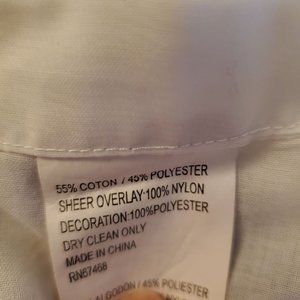 55% COTON / 45% POLYESTER
SHEER OVERLAY:100% NYLON
DECORATION:100%POLYESTER
DRY CLEAN ONLY
MADE IN CHINA
RN67468
ALGODON / 45% POLIESTER